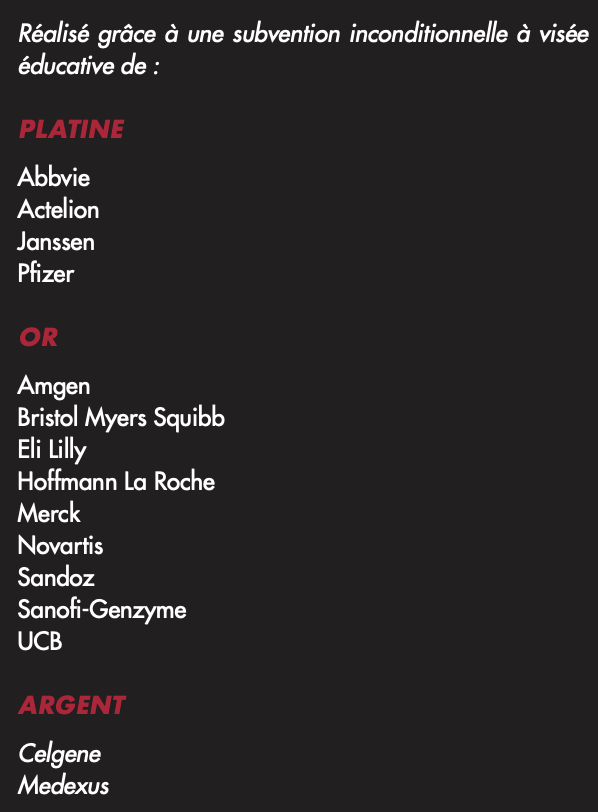 Réalisé grâce à une subvention inconditionnelle à visée
éducative de :
PLATINE
Abbvie
Actelion
Janssen
Pfizer
OR
Amgen
Bristol Myers Squibb
Eli Lilly
Hoffmann La Roche
Merck
Novartis
Sandoz
Sanofi-Genzyme
UCB
ARGENT
Celgene
Medexus